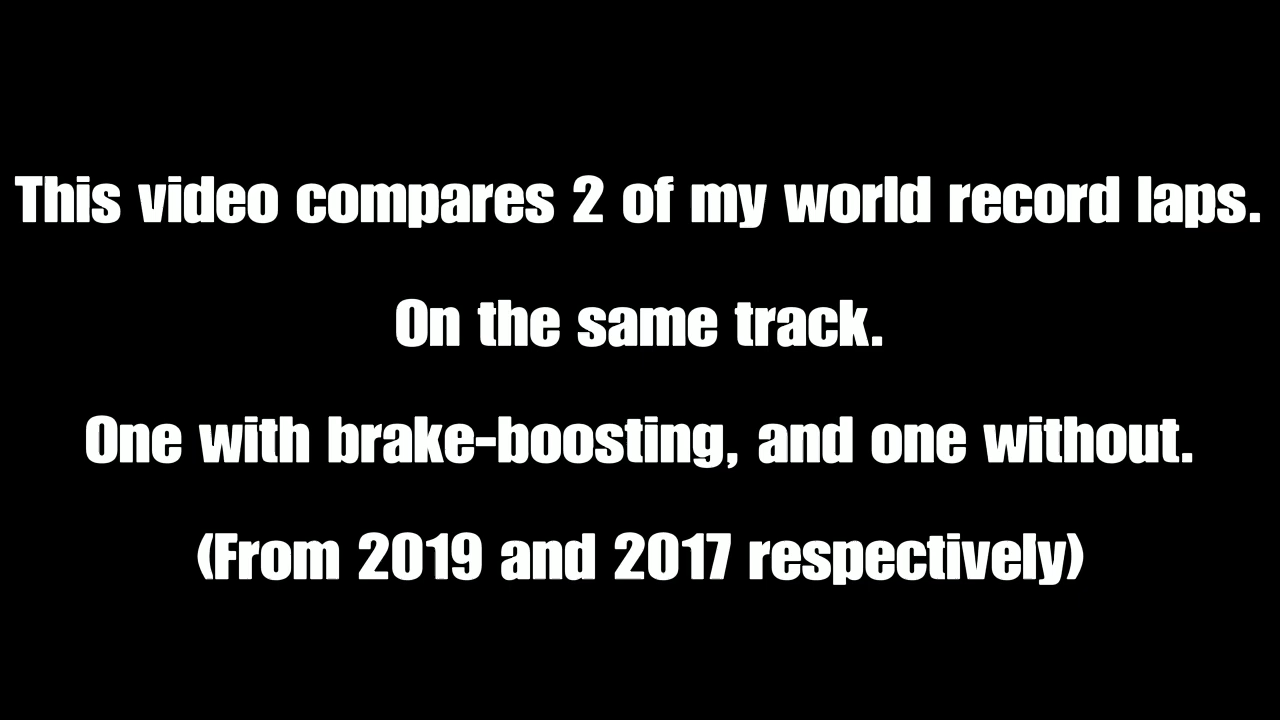 This video compares 2 of my world record laps.
On the same track.
One with brake-boosting, and one without.
(From 2019 and 2017 respectively)